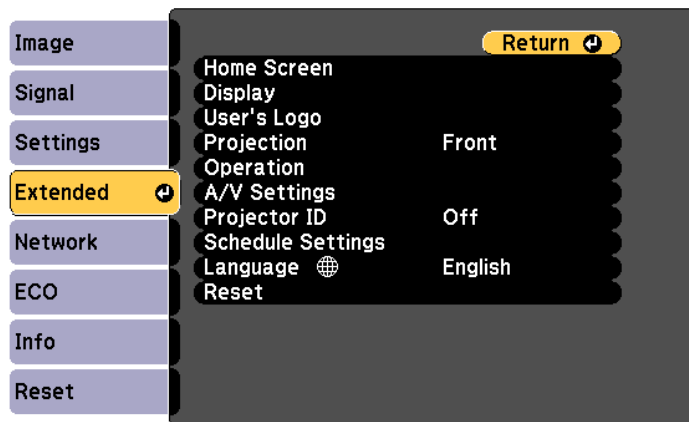 Image
Signal
Settings
Extended
Network
ECO
Info
Reset
Return
Home Screen
Display
User's Logo
Projection Front
Operation
A/V Settings
Projector ID Off
Schedule Settings
Language English
Reset